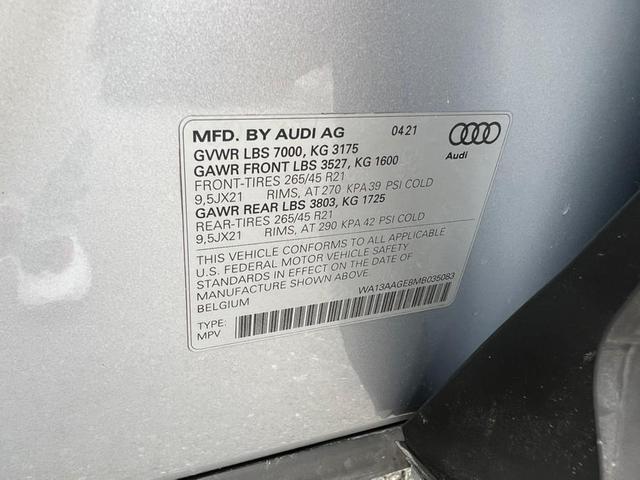 MFD. BY AUDI AG 04 21
Audi
GVWR LBS 7000, KG 3175
GAWR FRONT LBS 3527, KG 1600
FRONT-TIRES 265/45 R21
9,5JX21 RIMS, AT 270 KPA 39 PSI COLD
GAWR REAR LBS 3803, KG 1725
REAR-TIRES 265/45 R21
9,5JX21 RIMS, AT 290 KPA 42 PSI COLD
THIS VEHICLE CONFORMS TO ALL APPLICABLE
U.S. FEDERAL MOTOR VEHICLE SAFETY
STANDARDS IN EFFECT ON THE DATE OF
MANUFACTURE SHOWN ABOVE.
BELGIUM WA13AAGE8MB035083
TYPE:
MPV